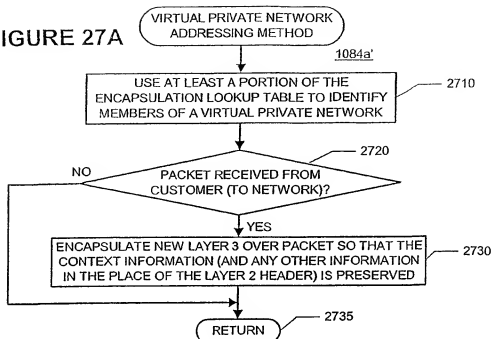 IGURE 27A
VIRTUAL PRIVATE NETWORK
ADDRESSING METHOD
1084a'
USE AT LEAST A PORTION OF THE
ENCAPSULATION LOOKUP TABLE TO IDENTIFY
MEMBERS OF A VIRTUAL PRIVATE NETWORK
2710
2720
NO
PACKET RECEIVED FROM
CUSTOMER (TO NETWORK)?
YES
ENCAPSULATE NEW LAYER 3 OVER PACKET SO THAT THE
CONTEXT INFORMATION (AND ANY OTHER INFORMATION
IN THE PLACE OF THE LAYER 2 HEADER) IS PRESERVED
2730
RETURN
2735